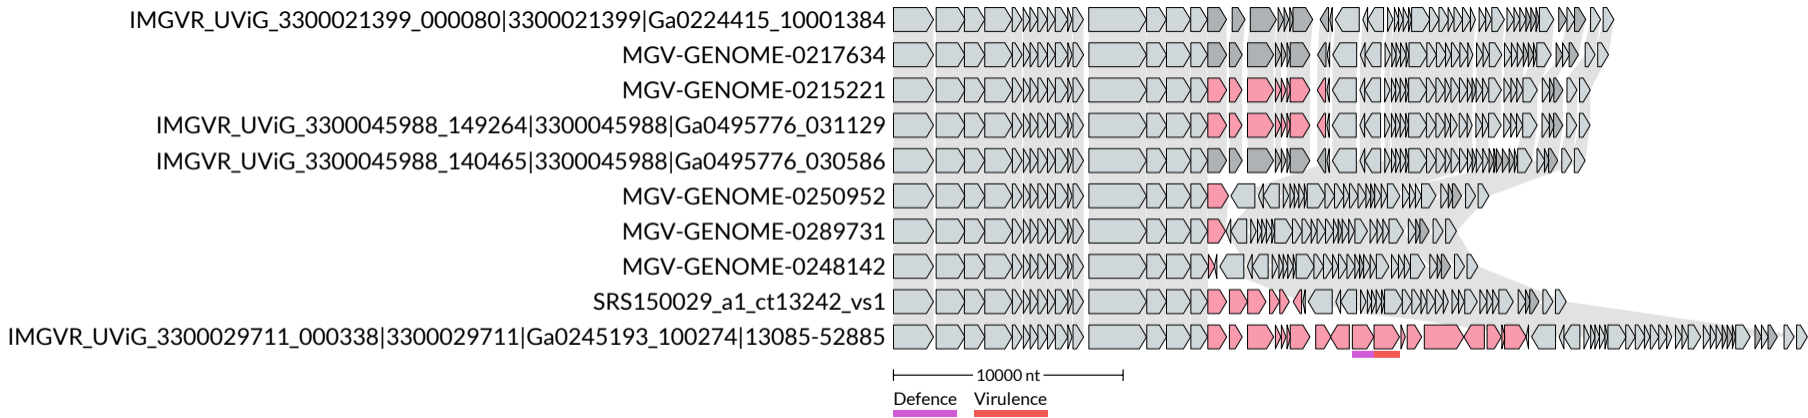 IMGVR_UViG_3300021399_000080|3300021399|Ga0224415_10001384
MGV-GENOME-0217634
MGV-GENOME-0215221
IMGVR_UViG_3300045988_149264|3300045988|Ga0495776_031129
IMGVR_UViG_3300045988_140465|3300045988|Ga0495776_030586
MGV-GENOME-0250952
MGV-GENOME-0289731
MGV-GENOME-0248142
SRS150029_a1_ct13242_vs1
IMGVR_UViG_3300029711_000338|3300029711|Ga0245193_100274|13085-52885
10000 nt
Defence Virulence